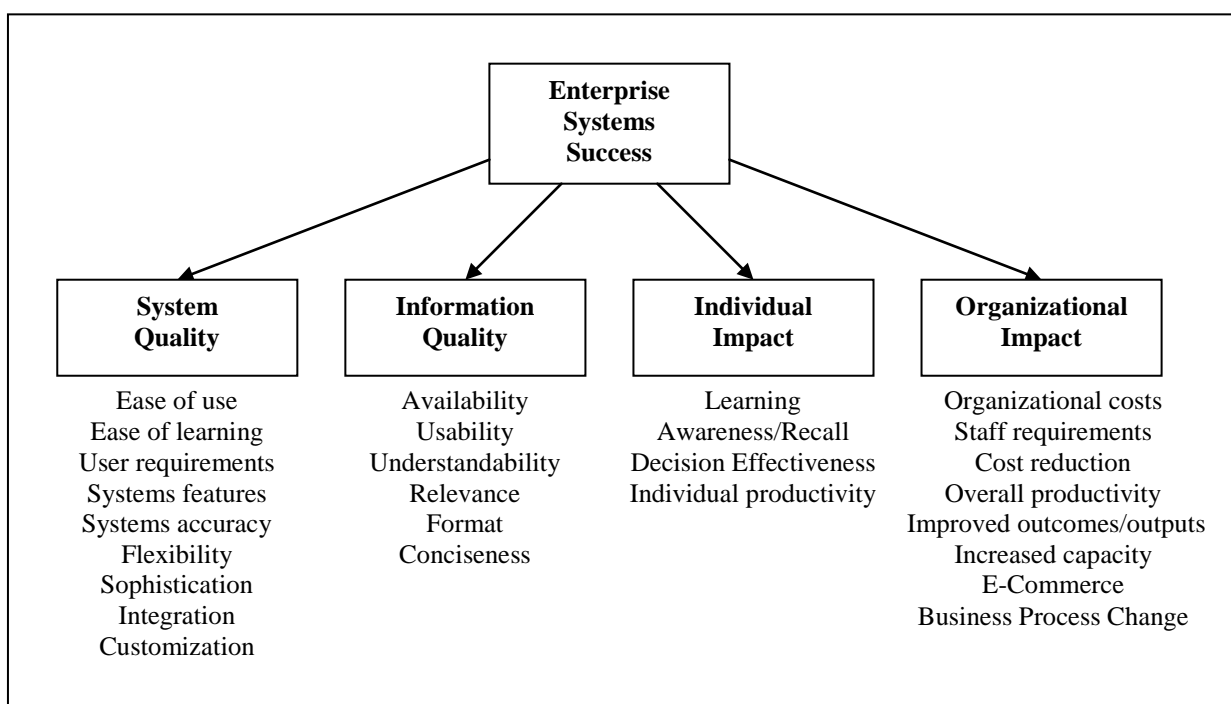 Enterprise
Systems
Success
System
Quality
Ease of use
Ease of learning
User requirements
Systems features
Systems accuracy
Flexibility
Sophistication
Integration
Customization
Information
Quality
Availability
Usability
Understandability
Relevance
Format
Conciseness
Individual
Impact
Learning
Awareness/Recall
Decision Effectiveness
Individual productivity
Organizational
Impact
Organizational costs
Staff requirements
Cost reduction
Overall productivity
Improved outcomes/outputs
Increased capacity
E-Commerce
Business Process Change